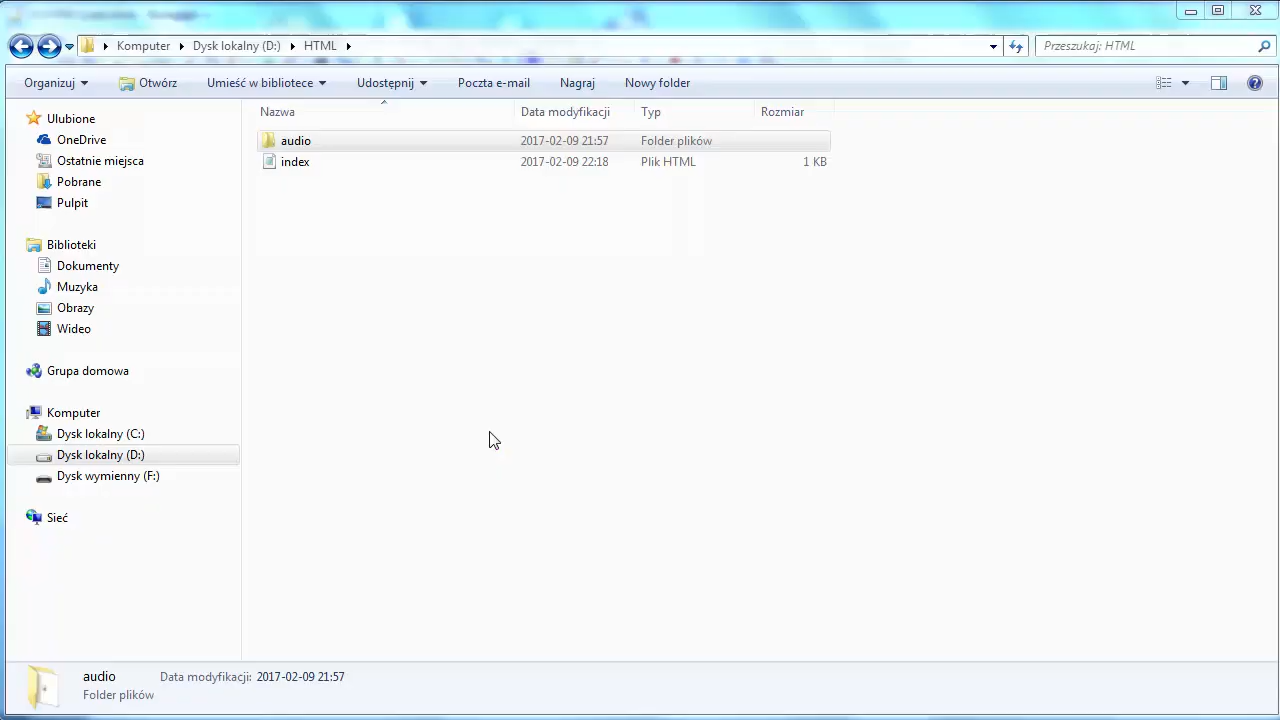 Komputer Dysk lokalny (D:) HTML Przeszukaj: HTML
Organizuj Otwórz Umieść w bibliotece Udostępnij Poczta e-mail Nagraj Nowy folder
Nazwa Data modyfikacji Typ Rozmiar
audio 2017-02-09 21:57 Folder plików
index 2017-02-09 22:18 Plik HTML 1 KB
Ulubione
OneDrive
Ostatnie miejsca
Pobrane
Pulpit
Biblioteki
Dokumenty
Muzyka
Obrazy
Wideo
Grupa domowa
Komputer
Dysk lokalny (C:)
Dysk lokalny (D:)
Dysk wymienny (F:)
Sieć
audio Data modyfikacji: 2017-02-09 21:57
Folder plików